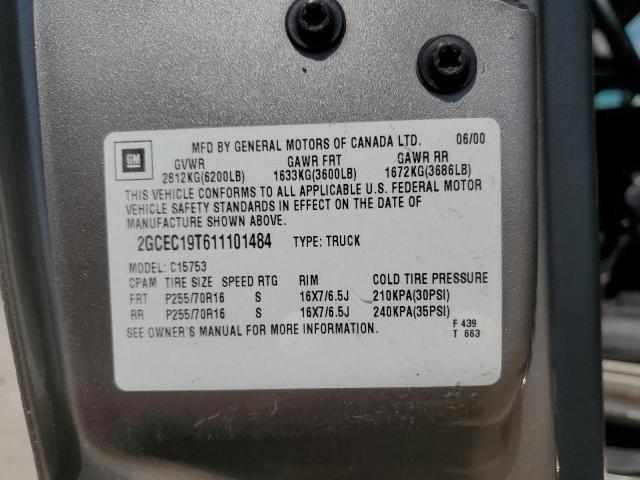 MFD BY GENERAL MOTORS OF CANADA LTD. 06/00
GM
GVWR GAWR FRT GAWR RR
2812KG(6200LB) 1633KG(3600LB) 1672KG(3686LB)
THIS VEHICLE CONFORMS TO ALL APPLICABLE U.S. FEDERAL MOTOR
VEHICLE SAFETY STANDARDS IN EFFECT ON THE DATE OF
MANUFACTURE SHOWN ABOVE.
2GCEC19T611101484 TYPE: TRUCK
MODEL: C15753
CPAM TIRE SIZE SPEED RTG RIM COLD TIRE PRESSURE
FRT P255/70R16 S 16X7/6.5J 210KPA(30PSI)
RR P255/70R16 S 16X7/6.5J 240KPA(35PSI)
SEE OWNER'S MANUAL FOR MORE INFORMATION.
F 439
T 663